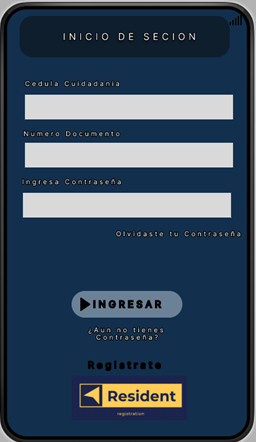 INICIO DE SECION
Cedula Cuidadania
Numero Documento
Ingresa Contraseña
Olvidaste tu Contraseña
INGRESAR
¿Aun no tienes
Contraseña?
Registrate
Resident
registration